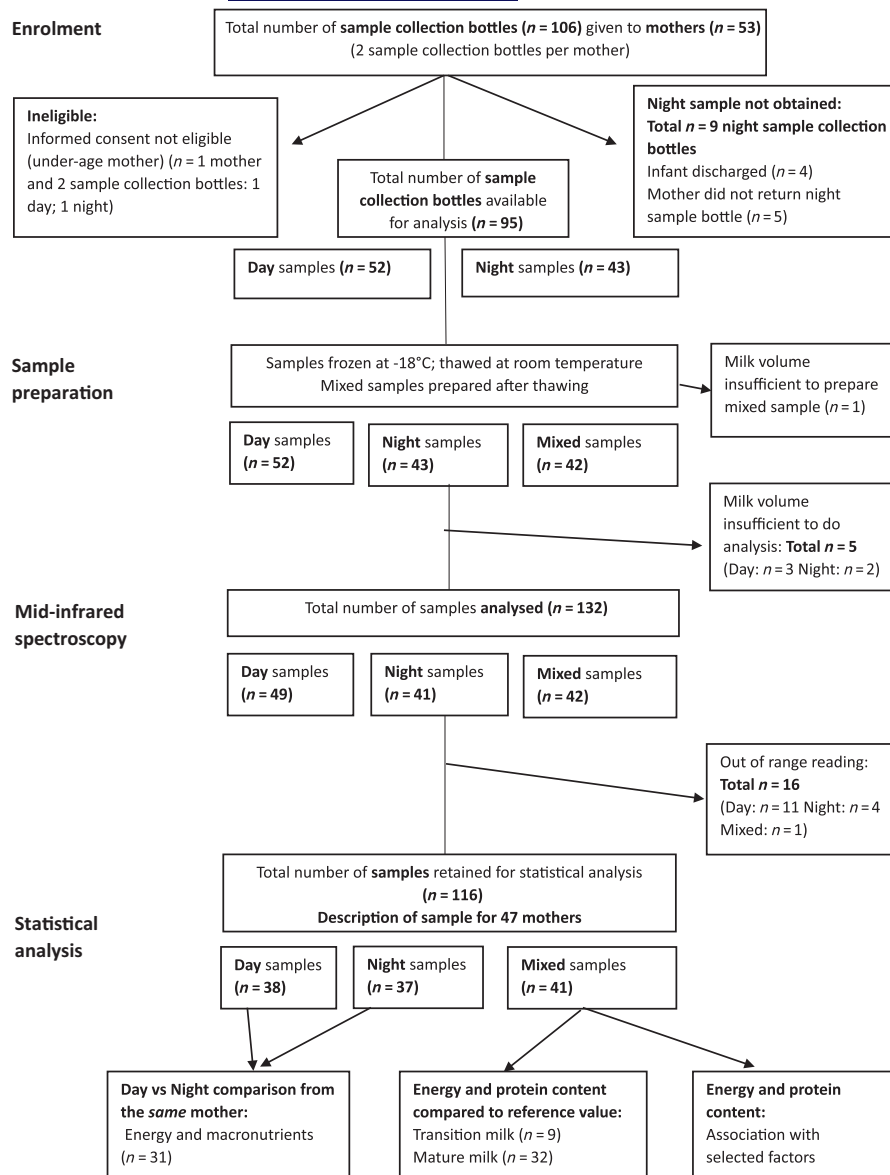 Enrolment
Total number of sample collection bottles (n = 106) given to mothers (n = 53)
(2 sample collection bottles per mother)
Ineligible:
Informed consent not eligible
(under-age mother) (n = 1 mother
and 2 sample collection bottles: 1
day; 1 night)
Night sample not obtained:
Total n = 9 night sample collection
bottles
Infant discharged (n = 4)
Mother did not return night
sample bottle (n = 5)
Total number of sample
collection bottles available
for analysis (n = 95)
Day samples (n = 52)
Night samples (n = 43)
Sample
preparation
Samples frozen at -18°C; thawed at room temperature
Mixed samples prepared after thawing
Milk volume
insufficient to prepare
mixed sample (n = 1)
Day samples
(n = 52)
Night samples
(n = 43)
Mixed samples
(n = 42)
Milk volume
insufficient to do
analysis: Total n = 5
(Day: n = 3 Night: n = 2)
Mid-infrared
spectroscopy
Total number of samples analysed (n = 132)
Day samples
(n = 49)
Night samples
(n = 41)
Mixed samples
(n = 42)
Out of range reading:
Total n = 16
(Day: n = 11 Night: n = 4
Mixed: n = 1)
Total number of samples retained for statistical analysis
(n = 116)
Description of sample for 47 mothers
Statistical
analysis
Day samples
(n = 38)
Night samples
(n = 37)
Mixed samples
(n = 41)
Day vs Night comparison from
the same mother:
Energy and macronutrients
(n = 31)
Energy and protein content
compared to reference value:
Transition milk (n = 9)
Mature milk (n = 32)
Energy and protein
content:
Association with
selected factors